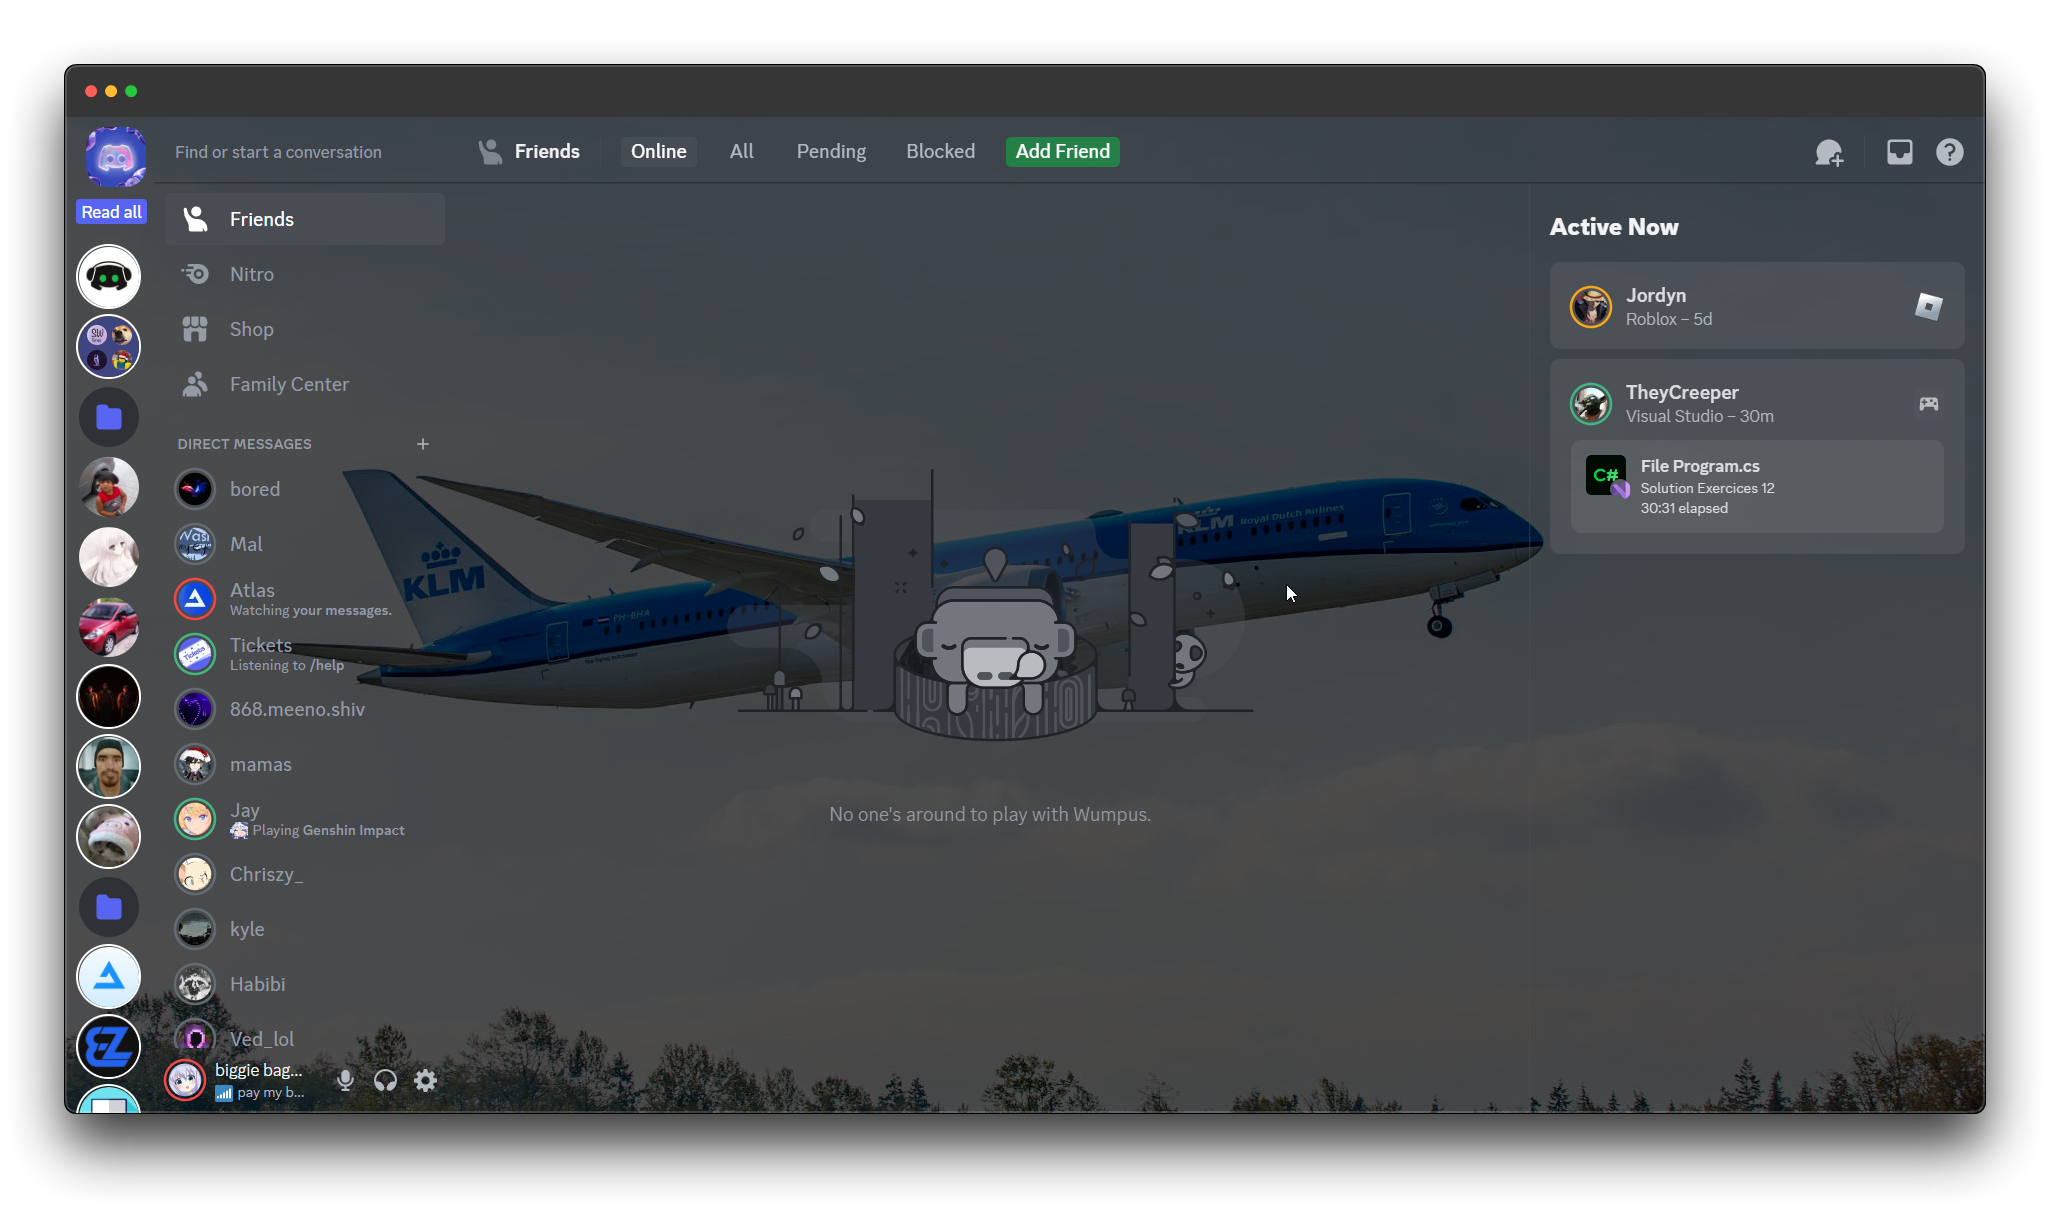 Find or start a conversation
Friends
Online
All
Pending
Blocked
Add Friend
Read all
Friends
Nitro
Shop
Family Center
DIRECT MESSAGES
bored
Mal
Atlas
Watching your messages.
Tickets
Listening to /help
868.meeno.shiv
mamas
Jay
Playing Genshin Impact
Chriszy_
kyle
Habibi
Ved_lol
biggie bag...
pay my b...
KLM
PH-BHA
KLM Royal Dutch Airlines
No one's around to play with Wumpus.
Active Now
Jordyn
Roblox – 5d
TheyCreeper
Visual Studio – 30m
C#
File Program.cs
Solution Exercices 12
30:31 elapsed